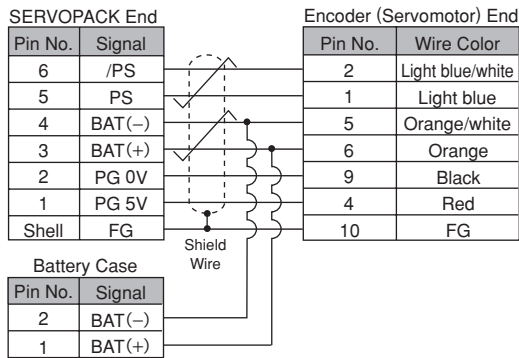 SERVOPACK End
Encoder (Servomotor) End
Pin No. Signal
Pin No. Wire Color
6 /PS
2 Light blue/white
5 PS
1 Light blue
4 BAT(−)
5 Orange/white
3 BAT(+)
6 Orange
2 PG 0V
9 Black
1 PG 5V
4 Red
Shell FG
10 FG
Shield
Wire
Battery Case
Pin No. Signal
2 BAT(−)
1 BAT(+)